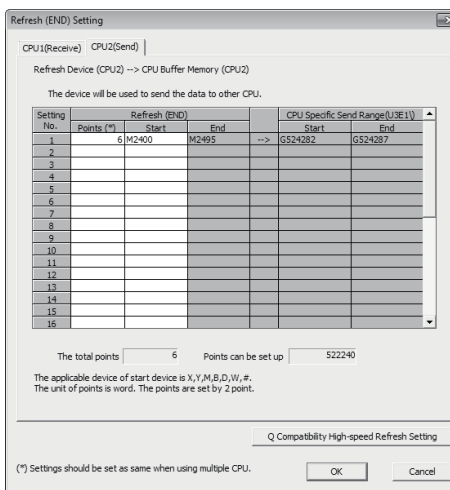 Refresh (END) Setting
CPU1(Receive) CPU2(Send)
Refresh Device (CPU2) --> CPU Buffer Memory (CPU2)
The device will be used to send the data to other CPU.
Setting No. Refresh (END) CPU Specific Send Range(U3E1\)
Points (*) Start End Start End
1 6 M2400 M2495 --> G524282 G524287
2
3
4
5
6
7
8
9
10
11
12
13
14
15
16
The total points 6 Points can be set up 522240
The applicable device of start device is X,Y,M,B,D,W,#.
The unit of points is word. The points are set by 2 point.
Q Compatibility High-speed Refresh Setting
(*) Settings should be set as same when using multiple CPU.
OK Cancel